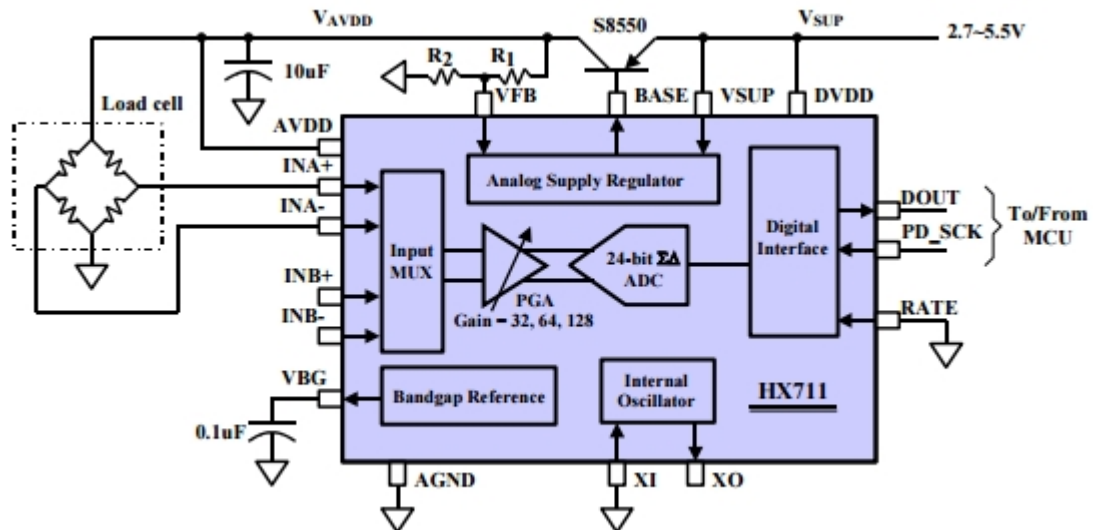 VAVDD
S8550
VSUP
2.7~5.5V
R2
R1
10uF
VFB
BASE
VSUP
DVDD
Load cell
AVDD
INA+
INA-
INB+
INB-
VBG
0.1uF
Analog Supply Regulator
Input
MUX
PGA
Gain = 32, 64, 128
24-bit ΣΔ
ADC
Digital
Interface
DOUT
PD_SCK
To/From
MCU
RATE
Bandgap Reference
Internal
Oscillator
HX711
AGND
XI
XO